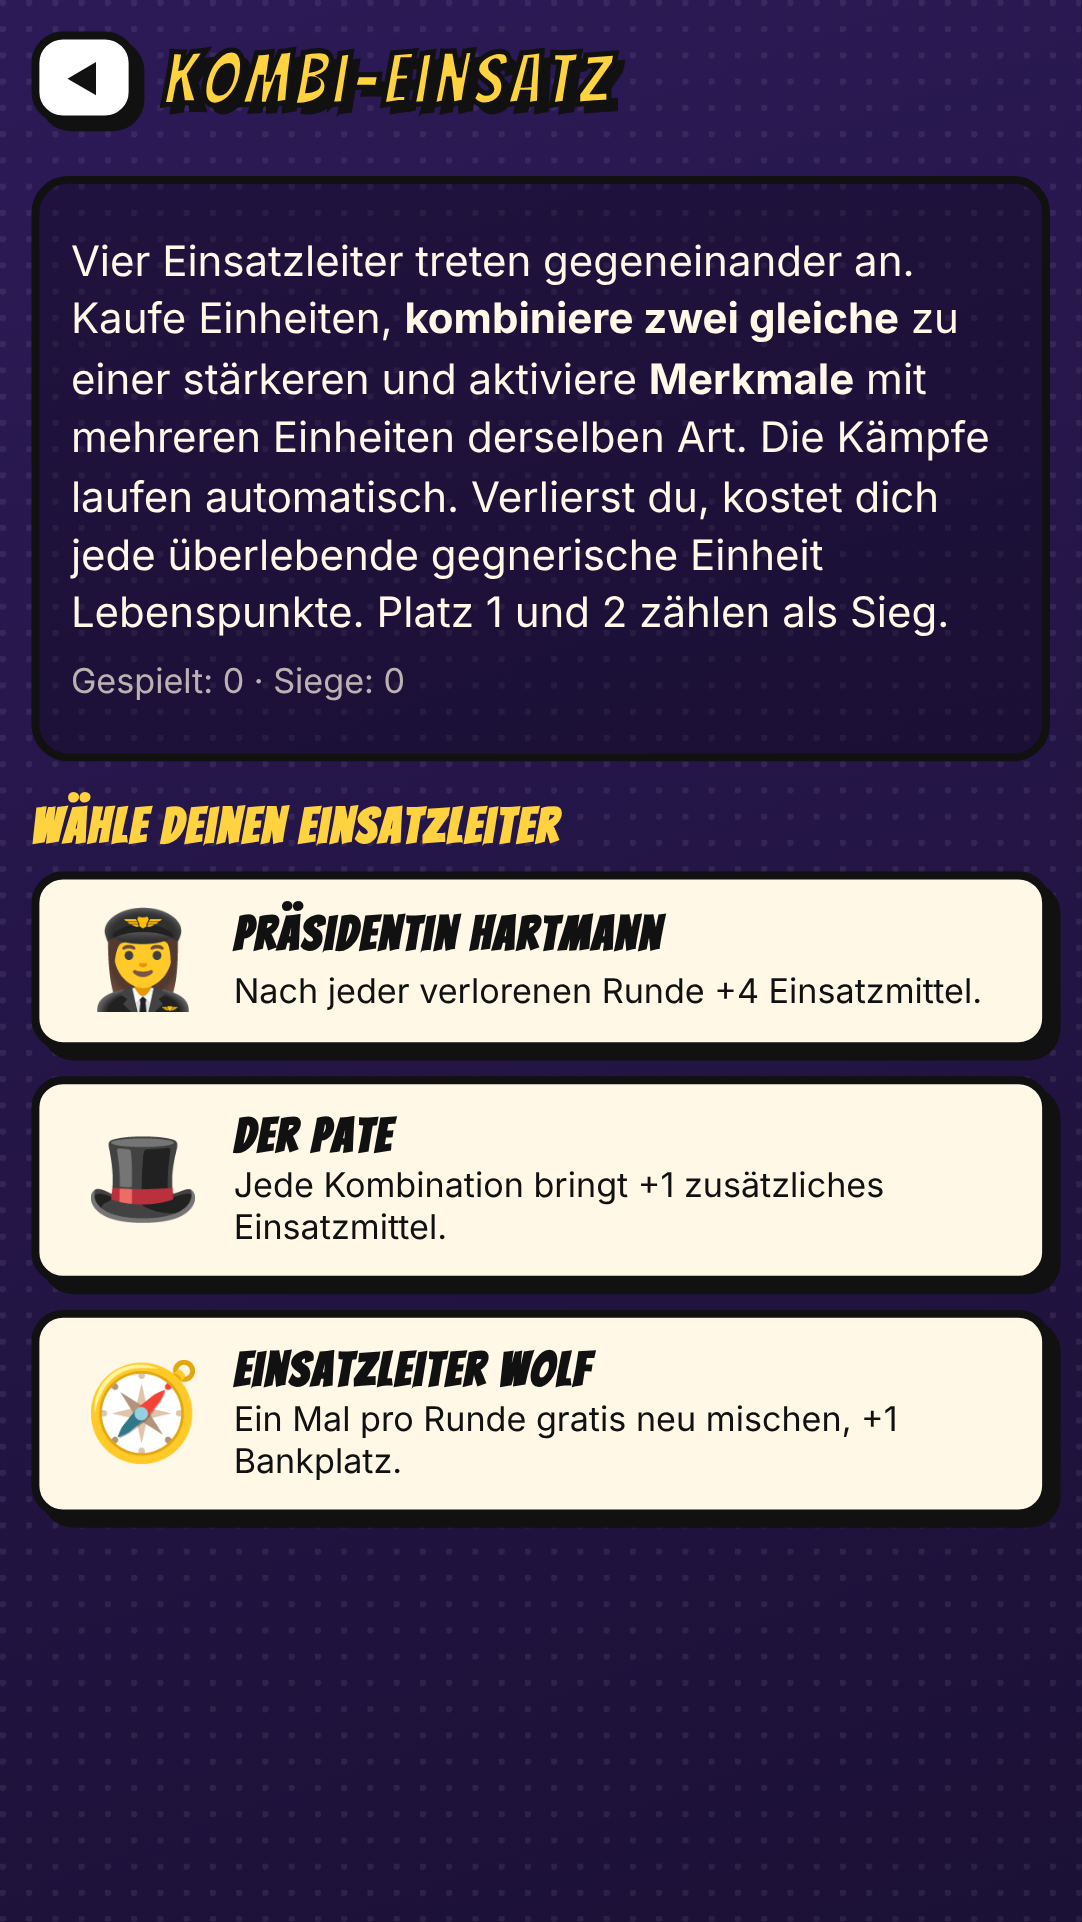 KOMBI-EINSATZ
Vier Einsatzleiter treten gegeneinander an.
Kaufe Einheiten, kombiniere zwei gleiche zu
einer stärkeren und aktiviere Merkmale mit
mehreren Einheiten derselben Art. Die Kämpfe
laufen automatisch. Verlierst du, kostet dich
jede überlebende gegnerische Einheit
Lebenspunkte. Platz 1 und 2 zählen als Sieg.
Gespielt: 0 · Siege: 0
WÄHLE DEINEN EINSATZLEITER
PRÄSIDENTIN HARTMANN
Nach jeder verlorenen Runde +4 Einsatzmittel.
DER PATE
Jede Kombination bringt +1 zusätzliches
Einsatzmittel.
EINSATZLEITER WOLF
Ein Mal pro Runde gratis neu mischen, +1
Bankplatz.